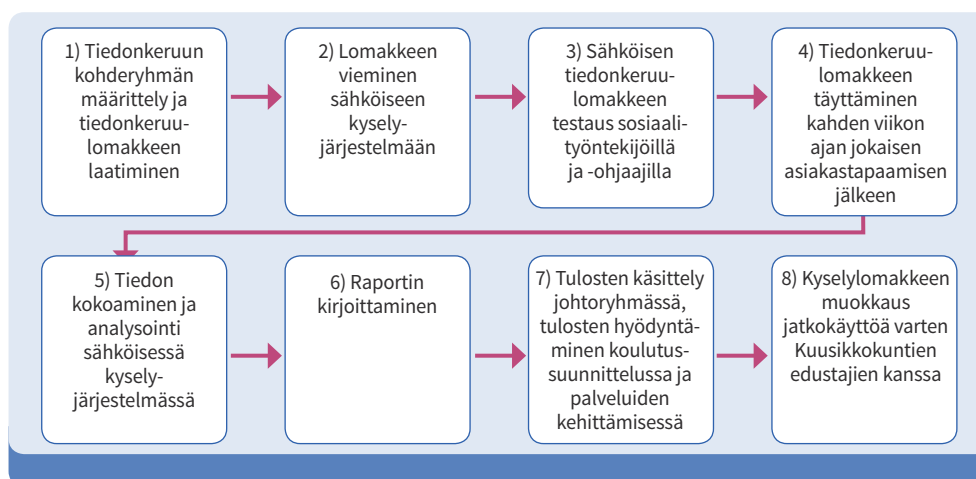 1) Tiedonkeruun
kohderyhmän
määrittely ja
tiedonkeruu-
lomakkeen
laatiminen
2) Lomakkeen
vieminen
sähköiseen
kysely-
järjestelmään
3) Sähköisen
tiedonkeruu-
lomakkeen
testaus sosiaali-
työntekijöillä
ja -ohjaajilla
4) Tiedonkeruu-
lomakkeen
täyttäminen
kahden viikon
ajan jokaisen
asiakastapaamisen
jälkeen
5) Tiedon
kokoaminen ja
analysointi
sähköisessä
kysely-
järjestelmässä
6) Raportin
kirjoittaminen
7) Tulosten käsittely
johtoryhmässä,
tulosten hyödyntä-
minen koulutus-
suunnittelussa ja
palveluiden
kehittämisessä
8) Kyselylomakkeen
muokkaus
jatkokäyttöä varten
Kuusikkokuntien
edustajien kanssa